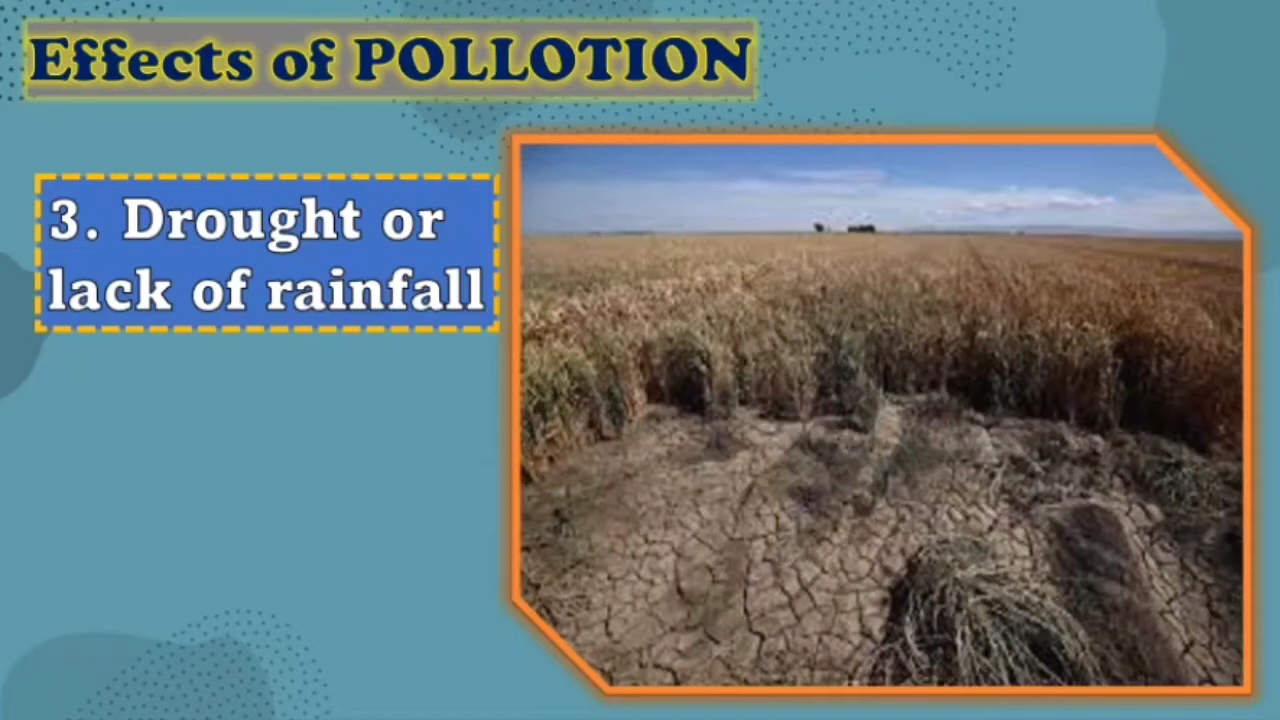 Effects of POLLOTION
3. Drought or
lack of rainfall